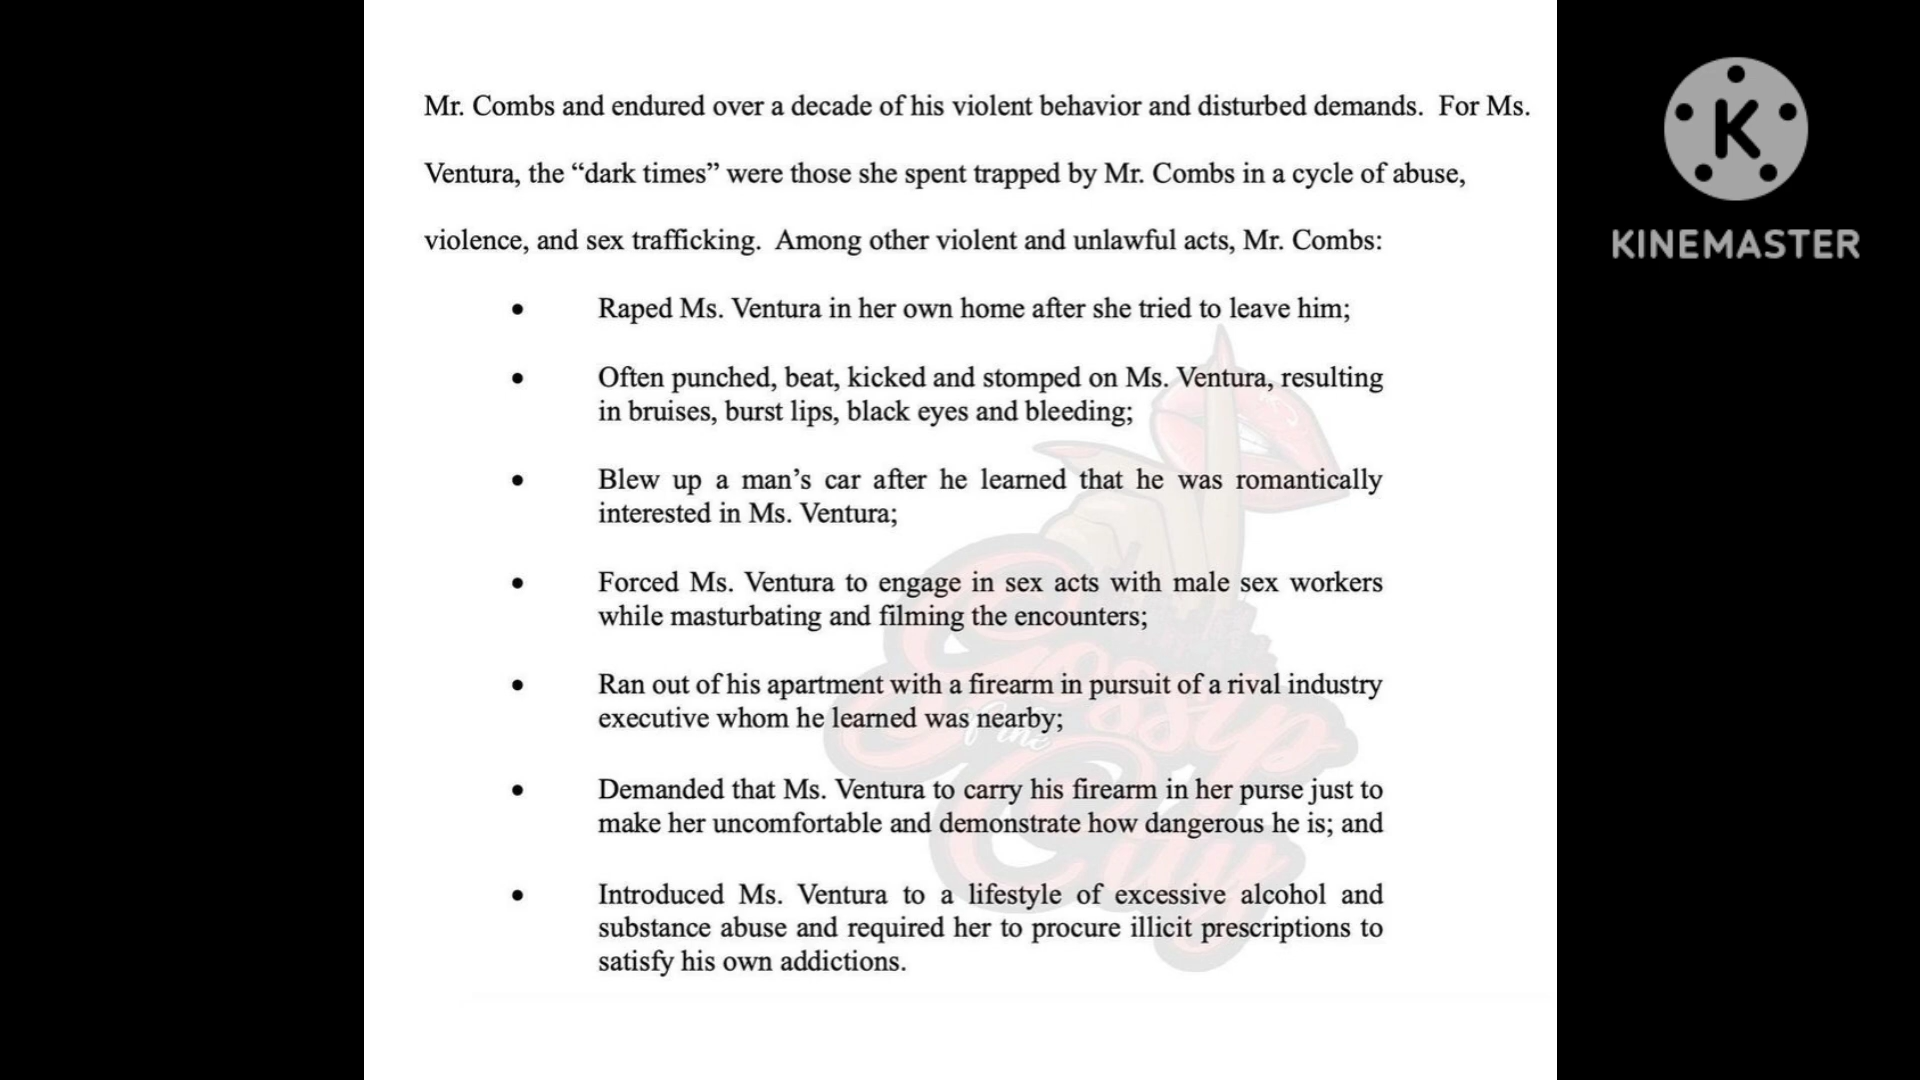 Mr. Combs and endured over a decade of his violent behavior and disturbed demands. For Ms.
Ventura, the “dark times” were those she spent trapped by Mr. Combs in a cycle of abuse,
violence, and sex trafficking. Among other violent and unlawful acts, Mr. Combs:
• Raped Ms. Ventura in her own home after she tried to leave him;
• Often punched, beat, kicked and stomped on Ms. Ventura, resulting
in bruises, burst lips, black eyes and bleeding;
• Blew up a man’s car after he learned that he was romantically
interested in Ms. Ventura;
• Forced Ms. Ventura to engage in sex acts with male sex workers
while masturbating and filming the encounters;
• Ran out of his apartment with a firearm in pursuit of a rival industry
executive whom he learned was nearby;
• Demanded that Ms. Ventura to carry his firearm in her purse just to
make her uncomfortable and demonstrate how dangerous he is; and
• Introduced Ms. Ventura to a lifestyle of excessive alcohol and
substance abuse and required her to procure illicit prescriptions to
satisfy his own addictions.
Gossip
of the
City
K
KINEMASTER